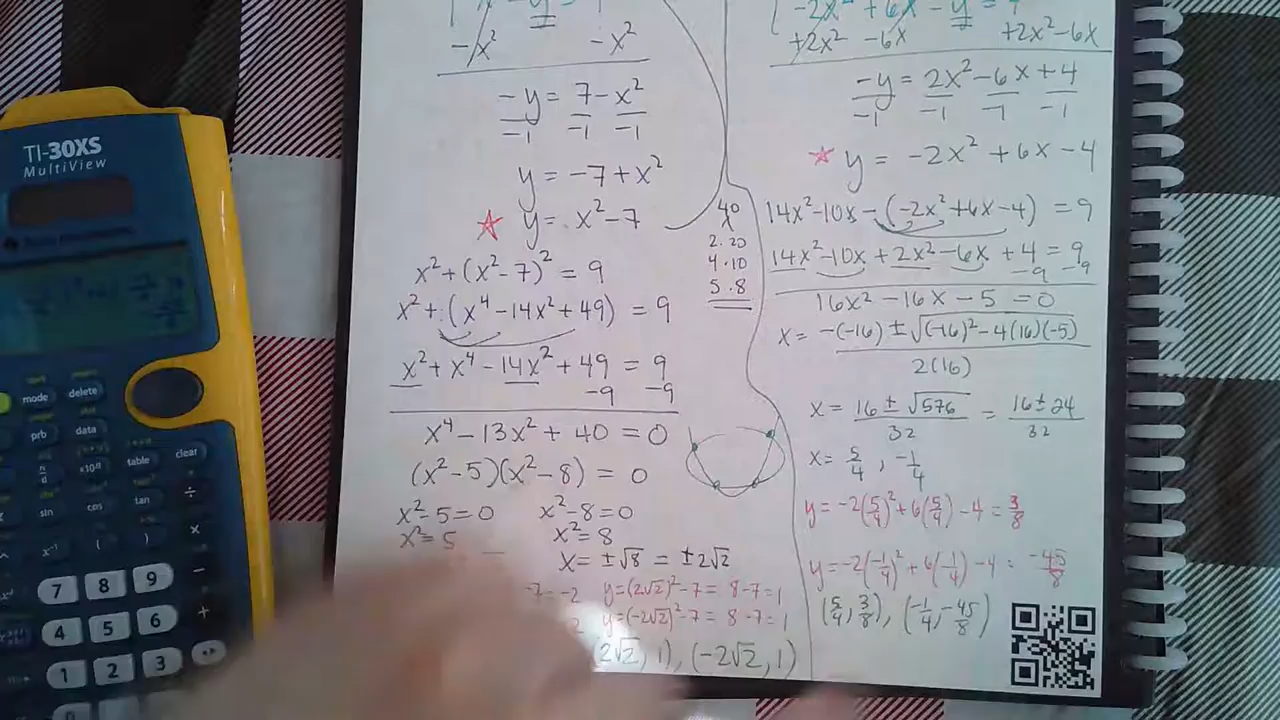 TI-30XS
MultiView
mode
delete
prb
data
table
clear
sin
cos
tan
7 8 9
4 5 6
1 2 3
-x² -x²
-y = 7-x²
-1 -1 -1
y = -7+x²
☆ y = x²-7
x²+(x²-7)² = 9
x²+(x⁴-14x²+49) = 9
x²+x⁴-14x²+49 = 9
-9 -9
x⁴-13x²+40=0
(x²-5)(x²-8) = 0
x²-5=0 x²-8=0
x²=5 x²=8
x=±√8 = ±2√2
-7=-2 y=(2√2)²-7= 8-7=1
2 y=(-2√2)²-7= 8-7=1
(2√2, 1), (-2√2, 1)
40
2·20
4·10
5·8
-2x²+6x-y=
+2x²-6x +2x²-6x
-y = 2x²-6x+4
-1 -1 -1 -1
☆ y = -2x²+6x-4
14x²-10x-(-2x²+6x-4) = 9
14x²-10x+2x²-6x+4 = 9
-9 -9
16x²-16x-5=0
x= -(-16)±√(-16)²-4(16)(-5)
2(16)
x= 16±√576 / 32 = 16±24 / 32
x= 5/4, -1/4
y=-2(5/4)²+6(5/4)-4=3/8
y=-2(-1/4)²+6(-1/4)-4= -45/8
(5/4, 3/8), (-1/4, -45/8)